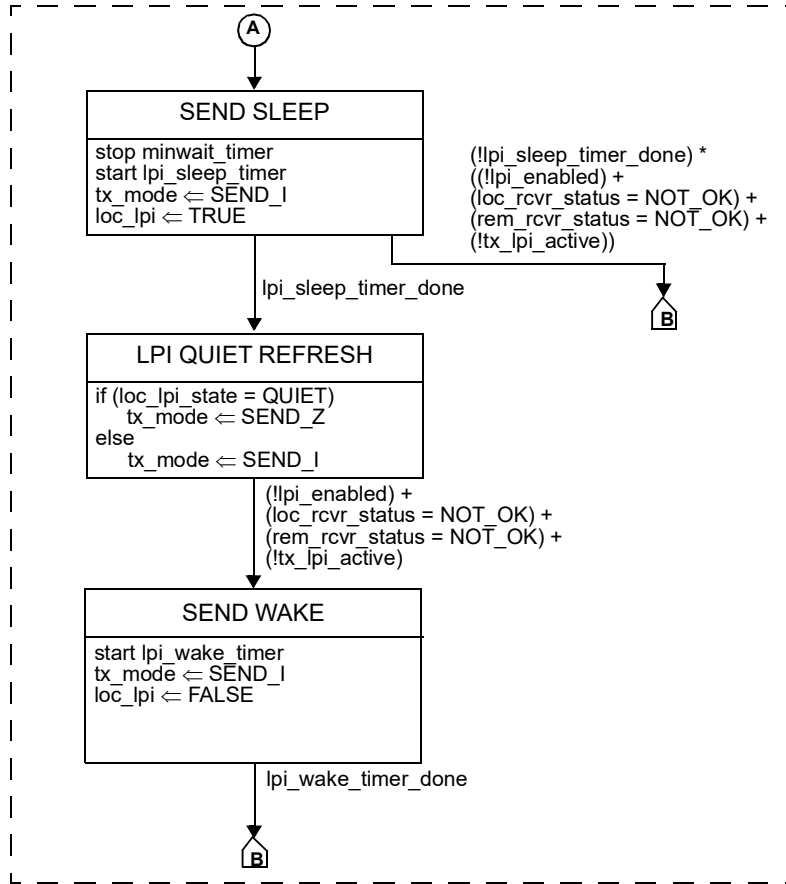 A
SEND SLEEP
stop minwait_timer
start lpi_sleep_timer
tx_mode ⇐ SEND_I
loc_lpi ⇐ TRUE
(!lpi_sleep_timer_done) *
((!lpi_enabled) +
(loc_rcvr_status = NOT_OK) +
(rem_rcvr_status = NOT_OK) +
(!tx_lpi_active))
lpi_sleep_timer_done
B
LPI QUIET REFRESH
if (loc_lpi_state = QUIET)
tx_mode ⇐ SEND_Z
else
tx_mode ⇐ SEND_I
(!lpi_enabled) +
(loc_rcvr_status = NOT_OK) +
(rem_rcvr_status = NOT_OK) +
(!tx_lpi_active)
SEND WAKE
start lpi_wake_timer
tx_mode ⇐ SEND_I
loc_lpi ⇐ FALSE
lpi_wake_timer_done
B